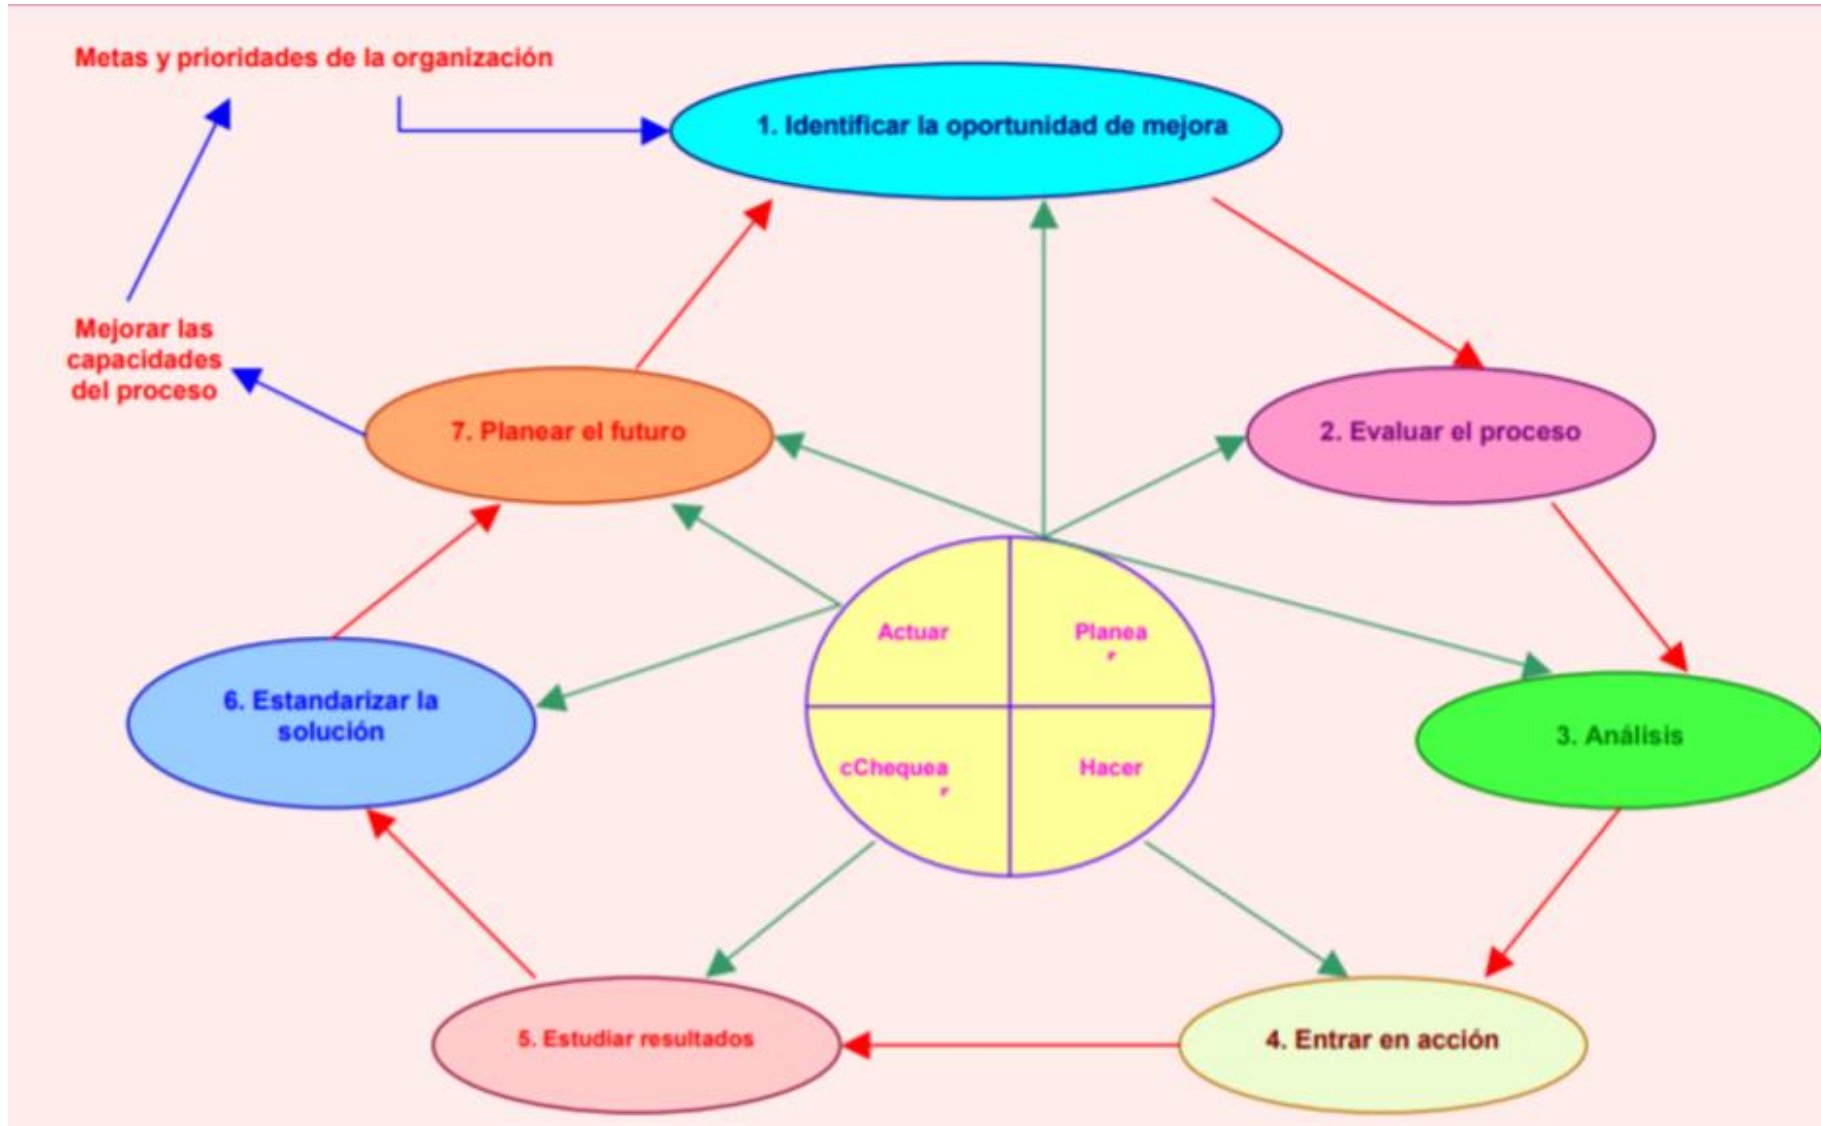 Metas y prioridades de la organización
1. Identificar la oportunidad de mejora
Mejorar las
capacidades
del proceso
7. Planear el futuro
2. Evaluar el proceso
Actuar
Planea
r
6. Estandarizar la
solución
3. Análisis
cChequea
r
Hacer
5. Estudiar resultados
4. Entrar en acción